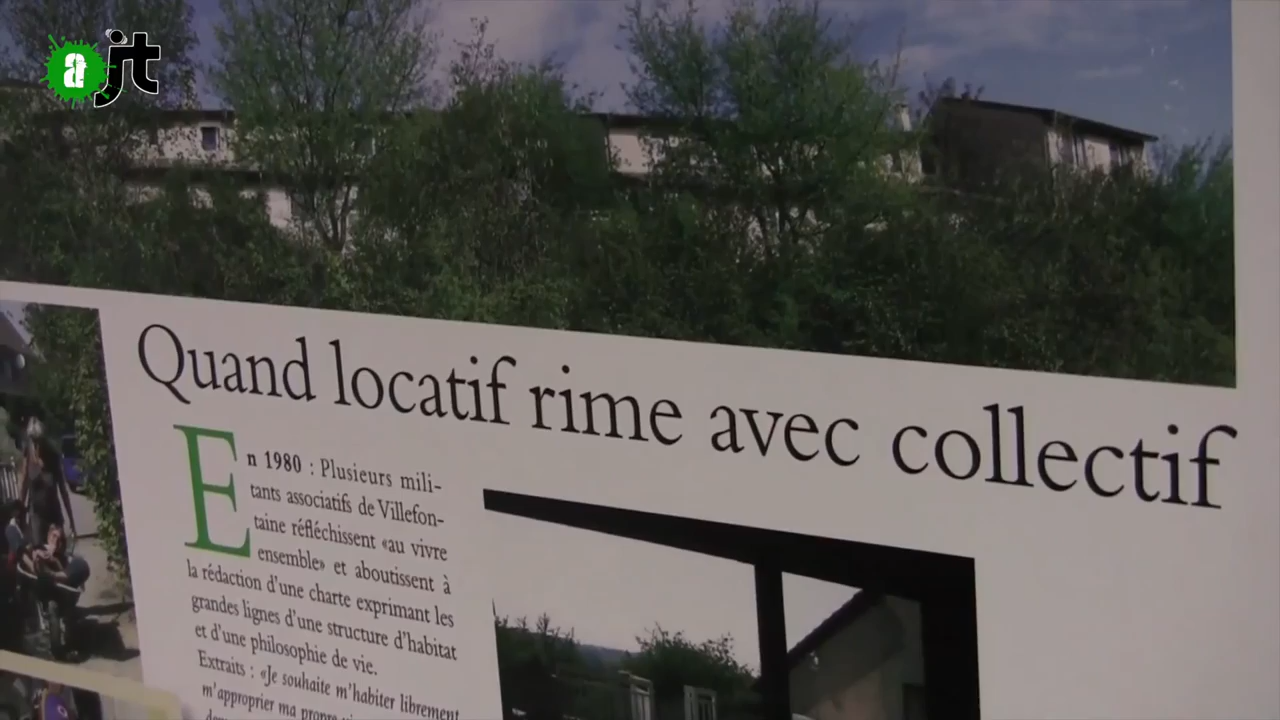 ajt
Quand locatif rime avec collectif
En 1980 : Plusieurs mili-
tants associatifs de Villefon-
taine réfléchissent «au vivre
ensemble» et aboutissent à
la rédaction d'une charte exprimant les
grandes lignes d'une structure d'habitat
et d'une philosophie de vie.
Extraits : «Je souhaite m'habiter librement
m'approprier ma propre